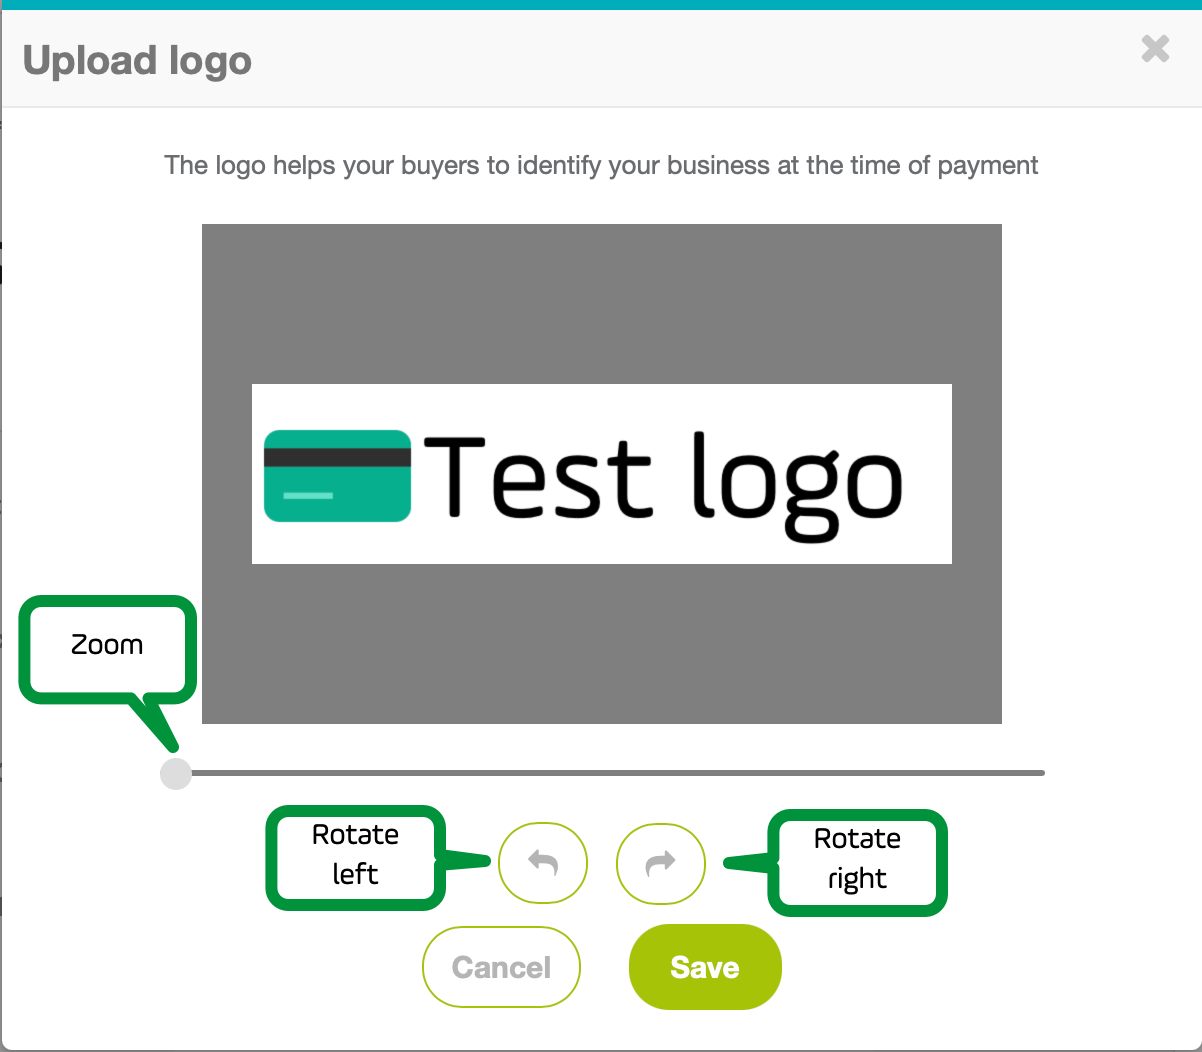 Upload logo
The logo helps your buyers to identify your business at the time of payment
Test logo
Zoom
Rotate
left
Rotate
right
Cancel
Save